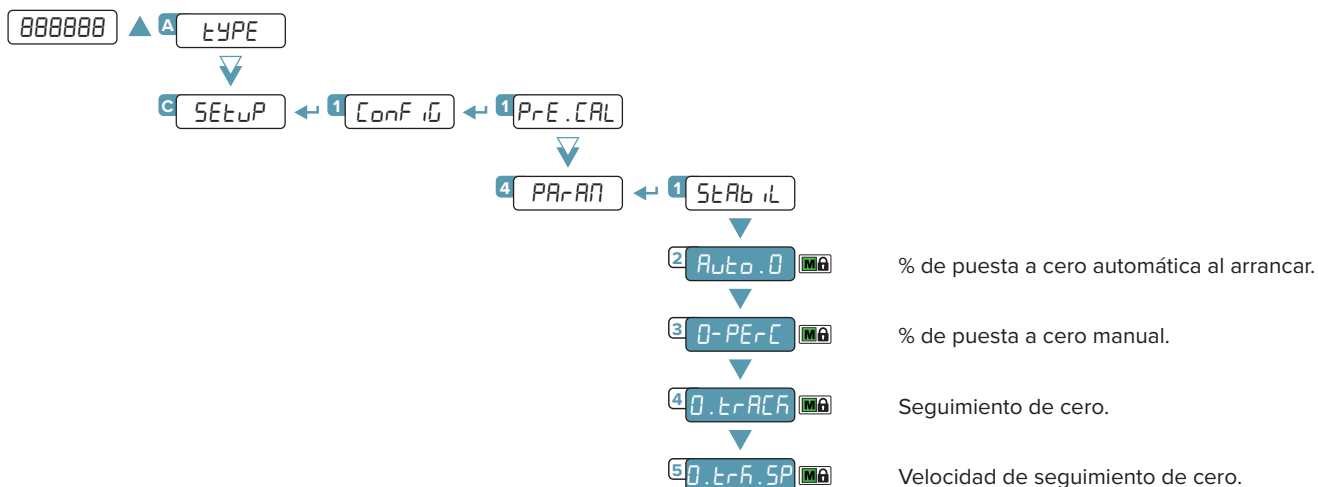 888888 A tYPE
C SEtuP 1 ConFiG 1 PrE.CAL
4 PArAM 1 StAbiL
2 Auto.0 M % de puesta a cero automática al arrancar.
3 0-PErC M % de puesta a cero manual.
4 0.trACK M Seguimiento de cero.
5 0.trK.SP M Velocidad de seguimiento de cero.